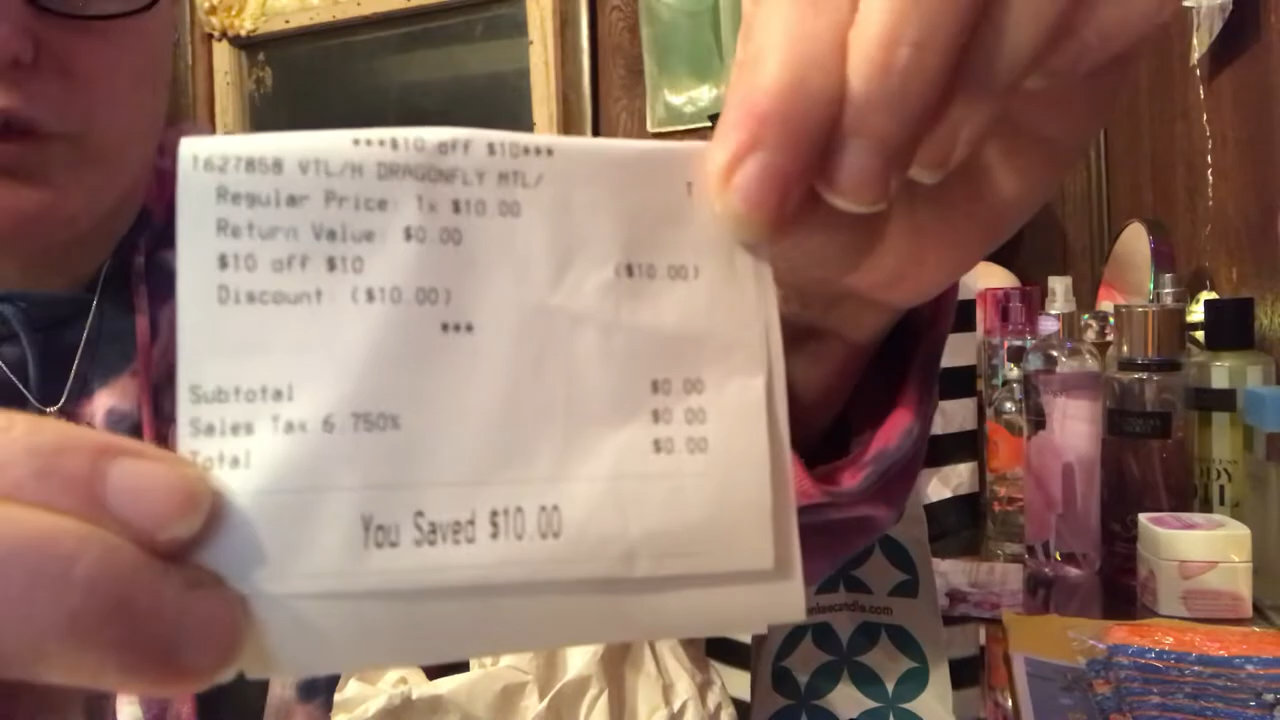 ***$10 off $10***
1627858 VTL/H DRAGONFLY MTL/
T
Regular Price: 1x $10.00
Return Value: $0.00
$10 off $10 ($10.00)
Discount: ($10.00)
***
Subtotal $0.00
Sales Tax 6.750% $0.00
Total $0.00
You Saved $10.00
nkeecandle.com